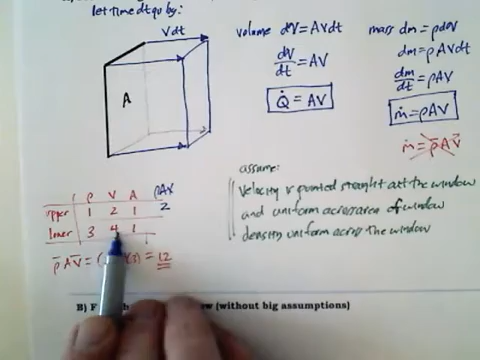 let time dt go by:
Vdt
A
volume dV = AVdt
dV/dt = AV
Q̇ = AV
mass dm = ρdV
dm = ρAVdt
dm/dt = ρAV
ṁ = ρAV
ṁ = ρ̄ A V̄
assume:
velocity V pointed straight out the window
and uniform across area of window
density uniform across the window
ρ V A ρAV
upper 1 2 1 2
lower 3 4 1
ρ̄ A V̄ = ( (3) = 12
B) F (without big assumptions)